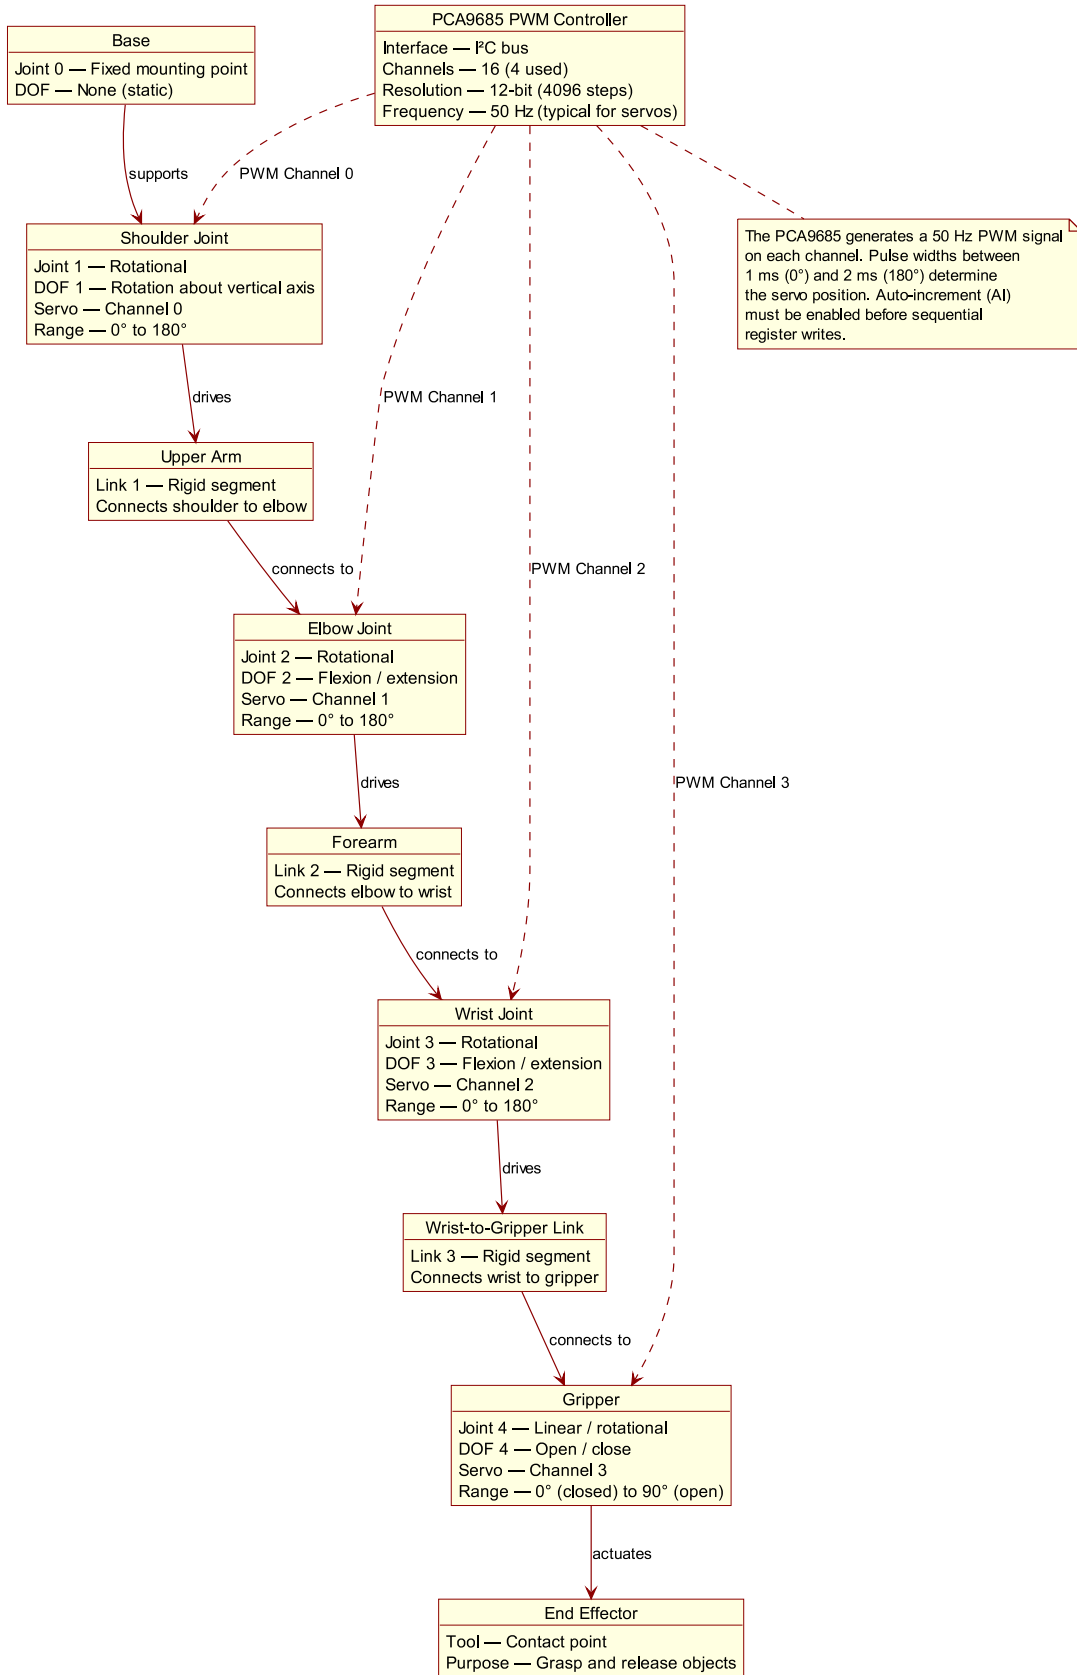 Base
Joint 0 — Fixed mounting point
DOF — None (static)
PCA9685 PWM Controller
Interface — I²C bus
Channels — 16 (4 used)
Resolution — 12-bit (4096 steps)
Frequency — 50 Hz (typical for servos)
supports
PWM Channel 0
The PCA9685 generates a 50 Hz PWM signal
on each channel. Pulse widths between
1 ms (0°) and 2 ms (180°) determine
the servo position. Auto-increment (AI)
must be enabled before sequential
register writes.
Shoulder Joint
Joint 1 — Rotational
DOF 1 — Rotation about vertical axis
Servo — Channel 0
Range — 0° to 180°
drives
PWM Channel 1
Upper Arm
Link 1 — Rigid segment
Connects shoulder to elbow
connects to
PWM Channel 2
Elbow Joint
Joint 2 — Rotational
DOF 2 — Flexion / extension
Servo — Channel 1
Range — 0° to 180°
drives
PWM Channel 3
Forearm
Link 2 — Rigid segment
Connects elbow to wrist
connects to
Wrist Joint
Joint 3 — Rotational
DOF 3 — Flexion / extension
Servo — Channel 2
Range — 0° to 180°
drives
Wrist-to-Gripper Link
Link 3 — Rigid segment
Connects wrist to gripper
connects to
Gripper
Joint 4 — Linear / rotational
DOF 4 — Open / close
Servo — Channel 3
Range — 0° (closed) to 90° (open)
actuates
End Effector
Tool — Contact point
Purpose — Grasp and release objects